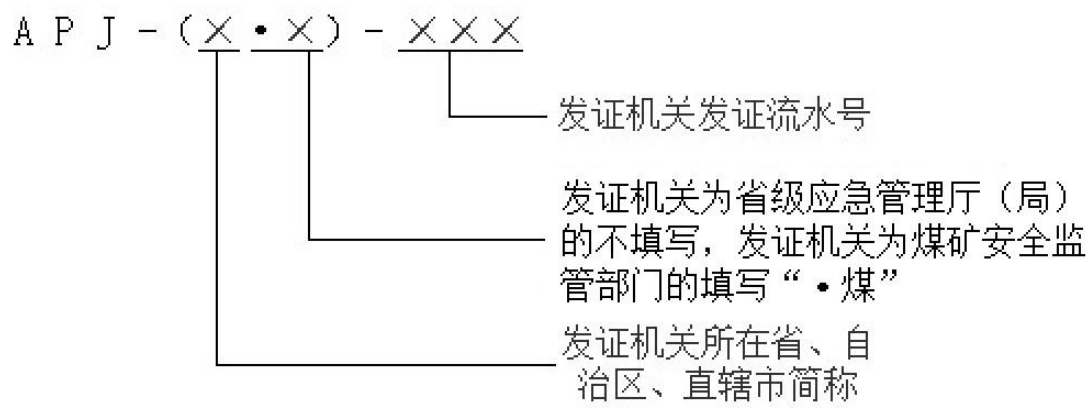 APJ-(×·×)-×××
发证机关发证流水号
发证机关为省级应急管理厅（局）
的不填写，发证机关为煤矿安全监
管部门的填写“·煤”
发证机关所在省、自
治区、直辖市简称